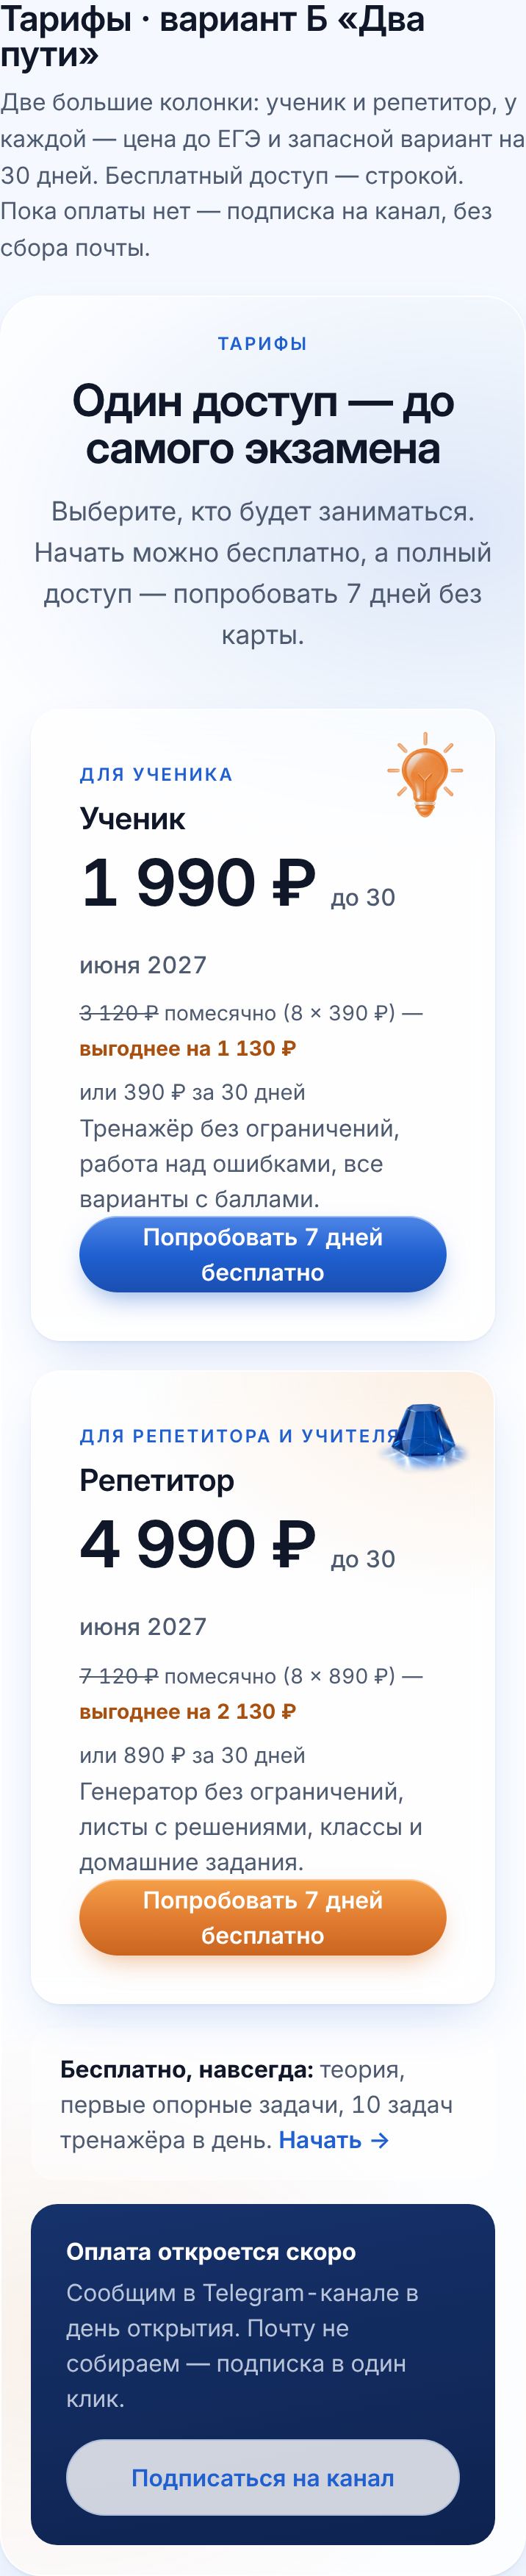 Тарифы · вариант Б «Два
пути»
Две большие колонки: ученик и репетитор, у
каждой — цена до ЕГЭ и запасной вариант на
30 дней. Бесплатный доступ — строкой.
Пока оплаты нет — подписка на канал, без
сбора почты.
ТАРИФЫ
Один доступ — до
самого экзамена
Выберите, кто будет заниматься.
Начать можно бесплатно, а полный
доступ — попробовать 7 дней без
карты.
ДЛЯ УЧЕНИКА
Ученик
1 990 ₽ до 30
июня 2027
3 120 ₽ помесячно (8 × 390 ₽) —
выгоднее на 1 130 ₽
или 390 ₽ за 30 дней
Тренажёр без ограничений,
работа над ошибками, все
варианты с баллами.
Попробовать 7 дней
бесплатно
ДЛЯ РЕПЕТИТОРА И УЧИТЕЛЯ
Репетитор
4 990 ₽ до 30
июня 2027
7 120 ₽ помесячно (8 × 890 ₽) —
выгоднее на 2 130 ₽
или 890 ₽ за 30 дней
Генератор без ограничений,
листы с решениями, классы и
домашние задания.
Попробовать 7 дней
бесплатно
Бесплатно, навсегда: теория,
первые опорные задачи, 10 задач
тренажёра в день. Начать →
Оплата откроется скоро
Сообщим в Telegram-канале в
день открытия. Почту не
собираем — подписка в один
клик.
Подписаться на канал